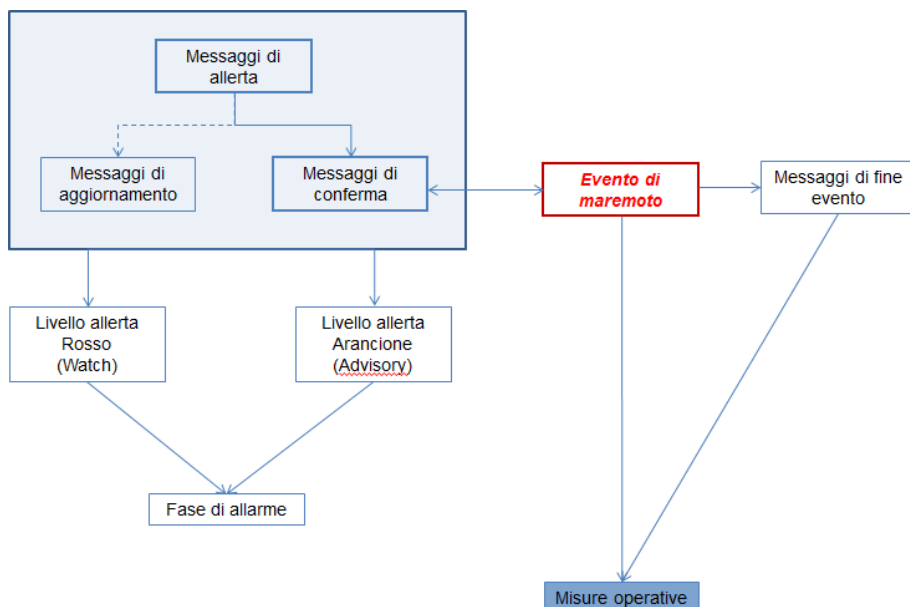 Messaggi di
allerta
Messaggi di
aggiornamento
Messaggi di
conferma
Evento di
maremoto
Messaggi di fine
evento
Livello allerta
Rosso
(Watch)
Livello allerta
Arancione
(Advisory)
Fase di allarme
Misure operative